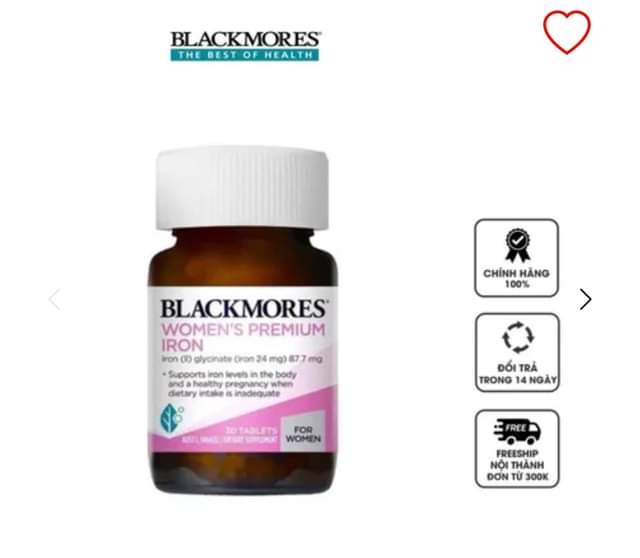 BLACKMORES®
THE BEST OF HEALTH
BLACKMORES®
WOMEN'S PREMIUM
IRON
Iron (II) glycinate (iron 24 mg) 87.7 mg
• Supports iron levels in the body
and a healthy pregnancy when
dietary intake is inadequate
30 TABLETS
DIETARY SUPPLEMENT
FOR
WOMEN
CHÍNH HÃNG
100%
ĐỔI TRẢ
TRONG 14 NGÀY
FREE
FREESHIP
NỘI THÀNH
ĐƠN TỪ 300K